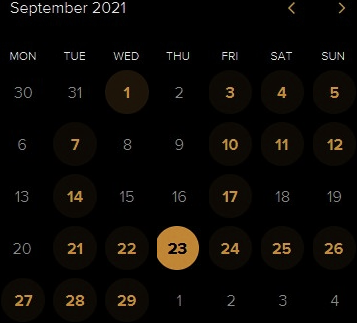 September 2021
MON TUE WED THU FRI SAT SUN
30 31 1 2 3 4 5
6 7 8 9 10 11 12
13 14 15 16 17 18 19
20 21 22 23 24 25 26
27 28 29 1 2 3 4